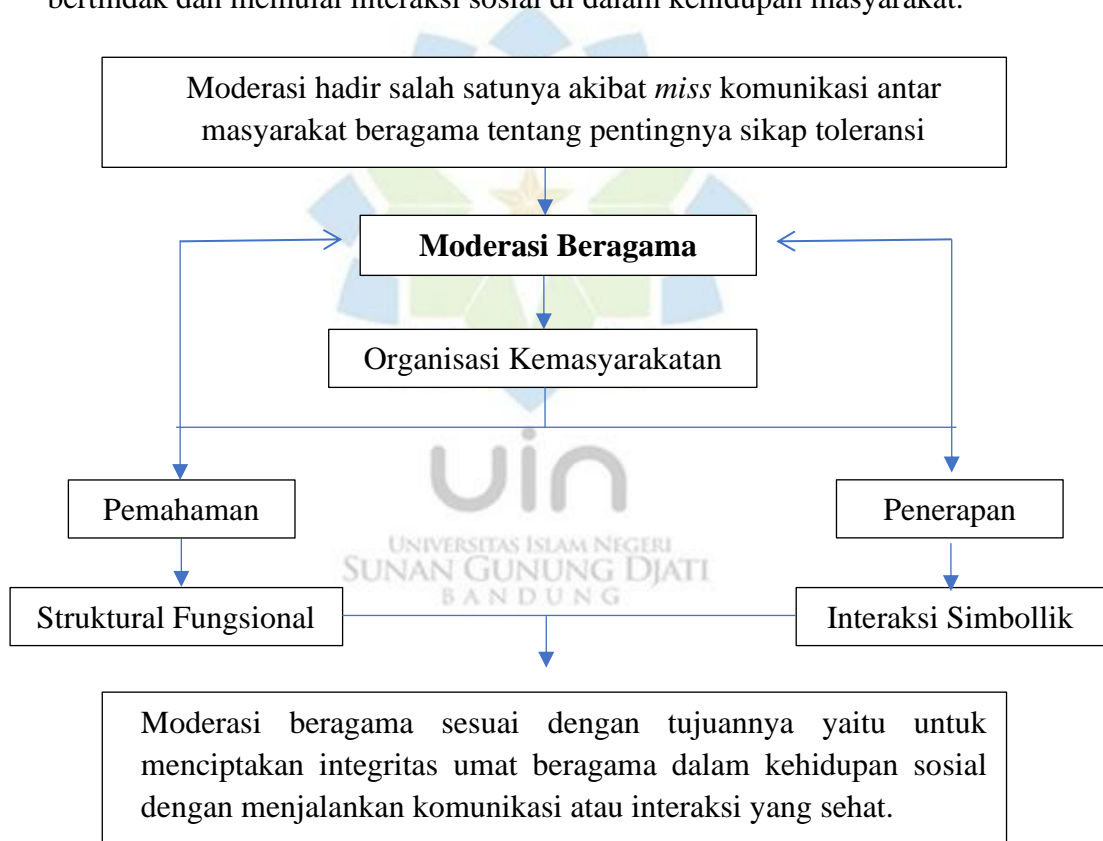 bertindak dan memulai interaksi sosial di dalam kehidupan masyarakat.
Moderasi hadir salah satunya akibat miss komunikasi antar
masyarakat beragama tentang pentingnya sikap toleransi
Moderasi Beragama
Organisasi Kemasyarakatan
uin
Pemahaman
Penerapan
UNIVERSITAS ISLAM NEGERI
SUNAN GUNUNG DJATI
BANDUNG
Struktural Fungsional
Interaksi Simbollik
Moderasi beragama sesuai dengan tujuannya yaitu untuk
menciptakan integritas umat beragama dalam kehidupan sosial
dengan menjalankan komunikasi atau interaksi yang sehat.